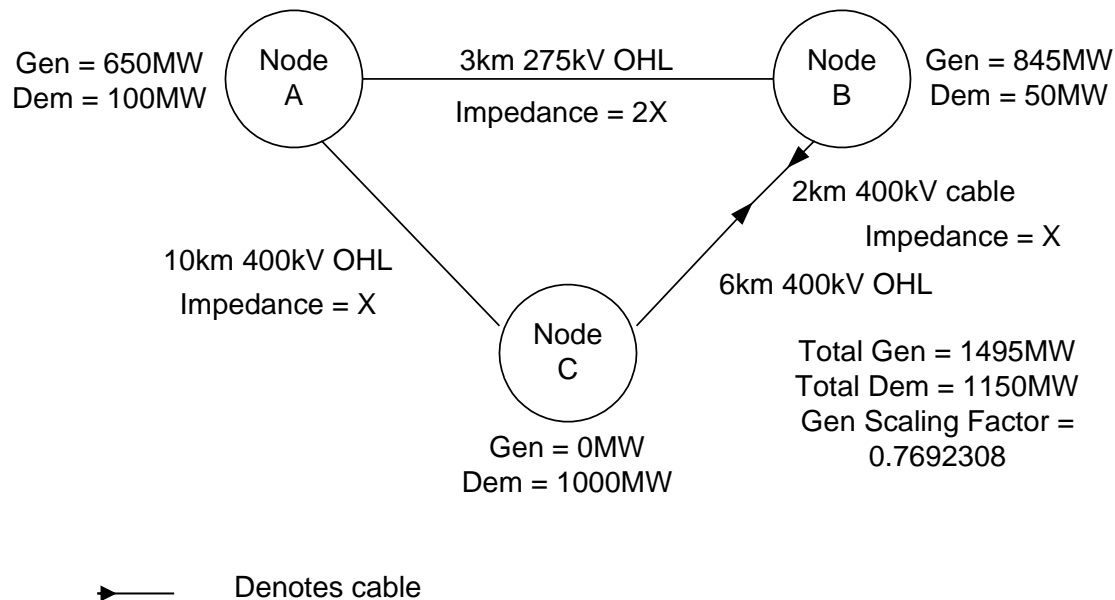 Gen = 650MW
Dem = 100MW
Node
A
3km 275kV OHL
Impedance = 2X
Node
B
Gen = 845MW
Dem = 50MW
2km 400kV cable
Impedance = X
10km 400kV OHL
Impedance = X
6km 400kV OHL
Node
C
Gen = 0MW
Dem = 1000MW
Total Gen = 1495MW
Total Dem = 1150MW
Gen Scaling Factor =
0.7692308
Denotes cable